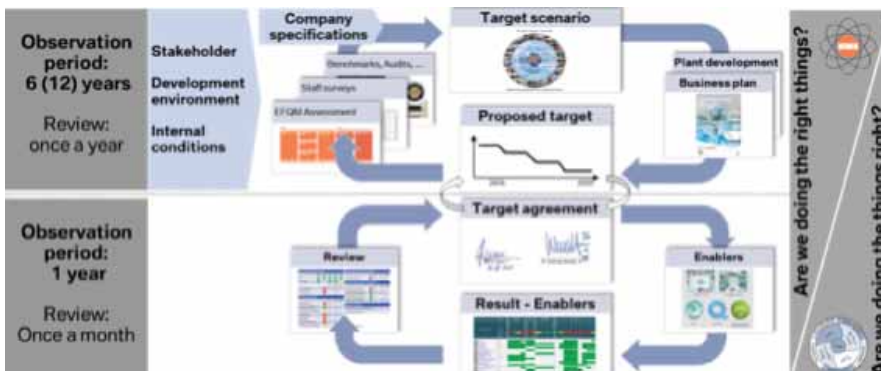 Observation
period:
6 (12) years
Review:
once a year
Stakeholder
Development
environment
Internal
conditions
Company
specifications
Benchmarks, Audits, ...
Staff surveys
EFQM Assessment
Target scenario
Proposed target
Plant development
Business plan
Are we doing the right things?
Are we doing the things right?
Observation
period:
1 year
Review:
Once a month
Target agreement
Review
Enablers
Result - Enablers